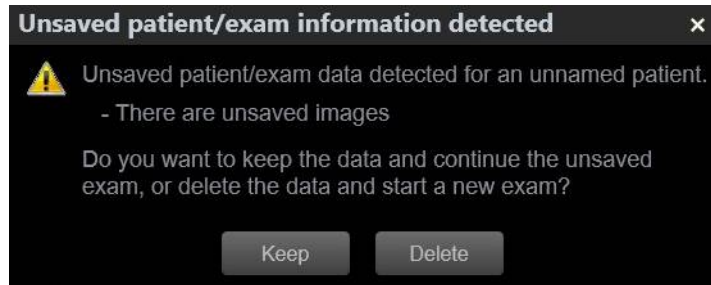 Unsaved patient/exam information detected ×
Unsaved patient/exam data detected for an unnamed patient.
- There are unsaved images
Do you want to keep the data and continue the unsaved
exam, or delete the data and start a new exam?
Keep Delete